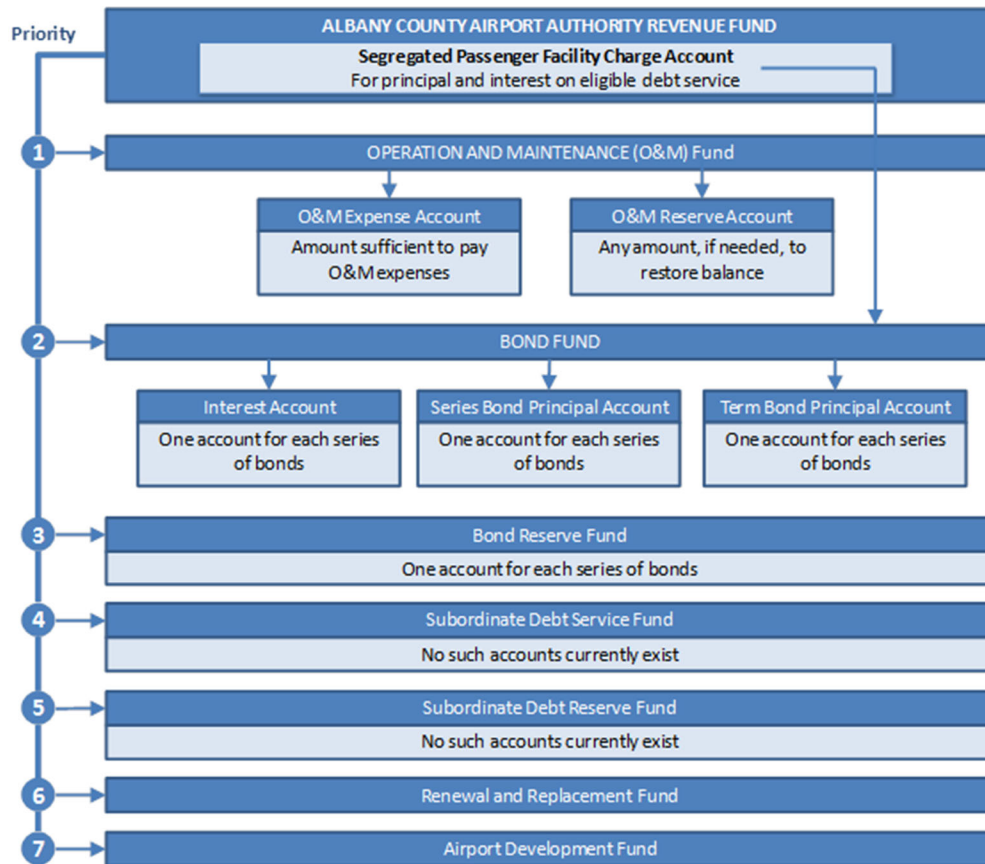 Priority
ALBANY COUNTY AIRPORT AUTHORITY REVENUE FUND
Segregated Passenger Facility Charge Account
For principal and interest on eligible debt service
1
OPERATION AND MAINTENANCE (O&M) Fund
O&M Expense Account
Amount sufficient to pay
O&M expenses
O&M Reserve Account
Any amount, if needed, to
restore balance
2
BOND FUND
Interest Account
One account for each series
of bonds
Series Bond Principal Account
One account for each series
of bonds
Term Bond Principal Account
One account for each series
of bonds
3
Bond Reserve Fund
One account for each series of bonds
4
Subordinate Debt Service Fund
No such accounts currently exist
5
Subordinate Debt Reserve Fund
No such accounts currently exist
6
Renewal and Replacement Fund
7
Airport Development Fund